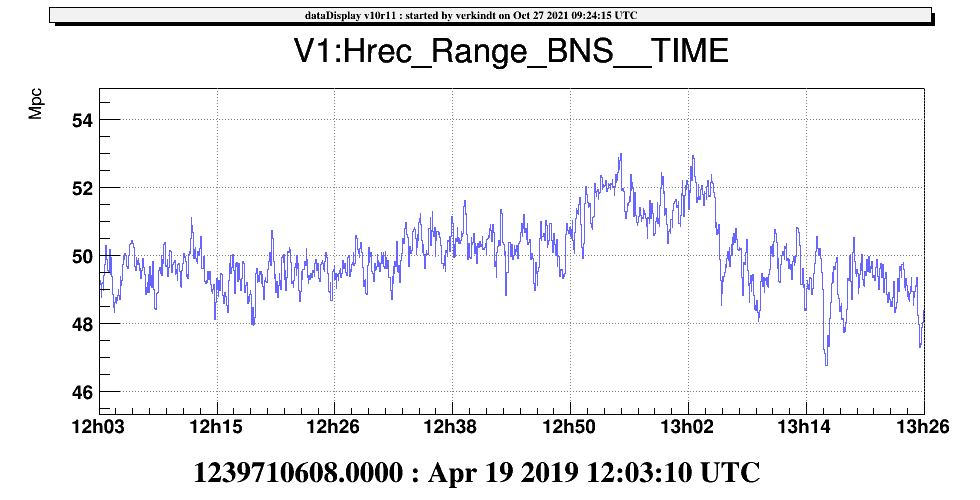 dataDisplay v10r11 : started by verkindt on Oct 27 2021 09:24:15 UTC
V1:Hrec_Range_BNS__TIME
Mpc
54
52
50
48
46
12h03 12h15 12h26 12h38 12h50 13h02 13h14 13h26
1239710608.0000 : Apr 19 2019 12:03:10 UTC